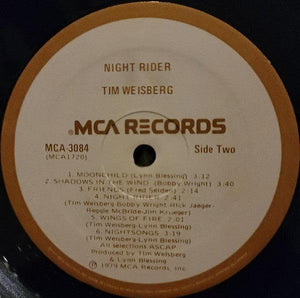 NIGHT RIDER
TIM WEISBERG
MCA RECORDS
MCA-3084
(MCA1720)
Side Two
1. MOONCHILD (Lynn Blessing) 3:12
2. SHADOWS IN THE WIND (Bobby Wright) 3:40
3. FRIENDS (Fred Selden) 2:21
4. NIGHT RIDER 2:41
(Tim Weisberg-Bobby Wright-Rick Jaeger-
Reggie McBride-Jim Krueger)
5. WINGS OF FIRE 2:01
(Tim Weisberg-Lynn Blessing)
6. NIGHTSONGS 3:19
(Tim Weisberg-Lynn Blessing)
All selections ASCAP
Produced by Tim Weisberg
& Lynn Blessing
℗ 1979 MCA Records, Inc.